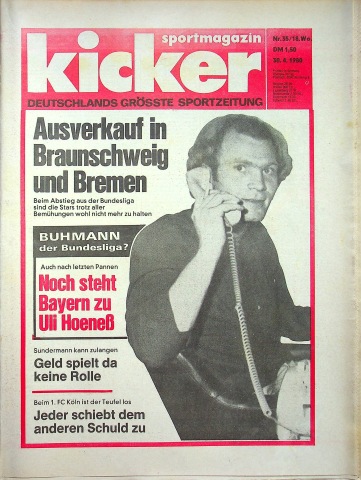 sportmagazin
kicker
DEUTSCHLANDS GRÖSSTE SPORTZEITUNG
Nr. 36/18. Wo.
DM 1,60
30. 4. 1980
Ausverkauf in
Braunschweig
und Bremen
Beim Abstieg aus der Bundesliga
sind die Stars trotz aller
Bemühungen wohl nicht mehr zu halten
BUHMANN
der Bundesliga?
Auch nach letzten Pannen
Noch steht
Bayern zu
Uli Hoeneß
Sundermann kann zulangen
Geld spielt da
keine Rolle
Beim 1. FC Köln ist der Teufel los
Jeder schiebt dem
anderen Schuld zu